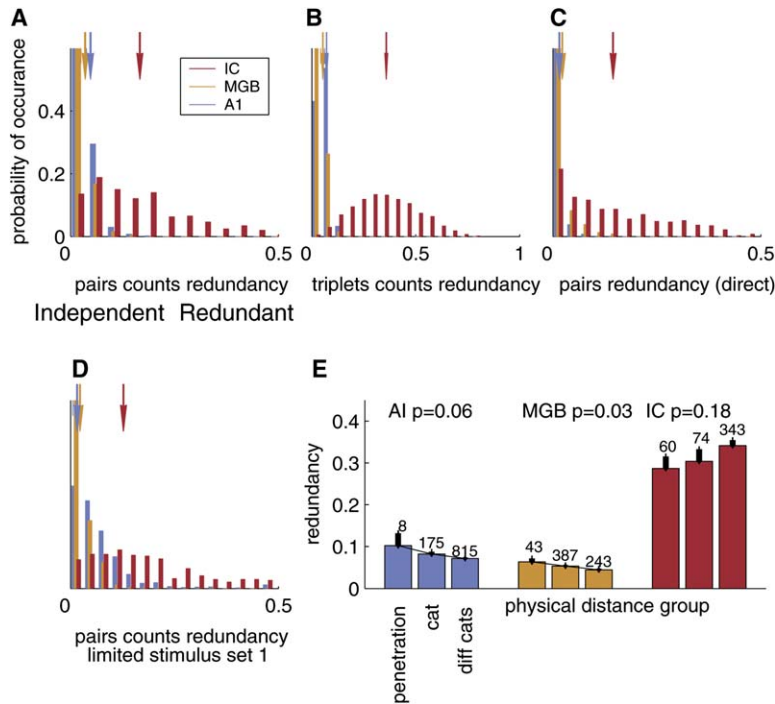 A
B
C
IC
MGB
A1
probability of occurance
0.4
0.2
0
0
0.5
pairs counts redundancy
Independent Redundant
0
0
0.5
1
triplets counts redundancy
0
0
0.5
pairs redundancy (direct)
D
0
0.5
pairs counts redundancy
limited stimulus set 1
E
redundancy
0.4
0.3
0.2
0.1
0
AI p=0.06
MGB p=0.03
IC p=0.18
8
175
815
43
387
243
60
74
343
penetration
cat
diff cats
physical distance group